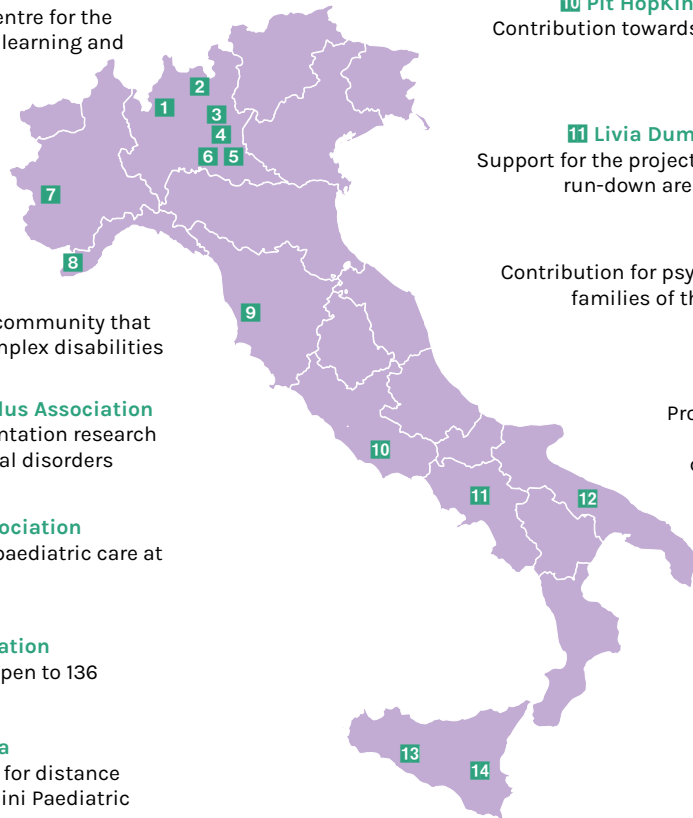 entre for the
learning and
community that
mplex disabilities
lus Association
ntation research
al disorders
ociation
paediatric care at
ation
pen to 136
a
for distance
ini Paediatric
1
2
3
4
5
6
7
8
9
10
11
12
13
14
10 Pit HopKin
Contribution towards
11 Livia Dum
Support for the project
run-down are
Contribution for psy
families of th
Pro